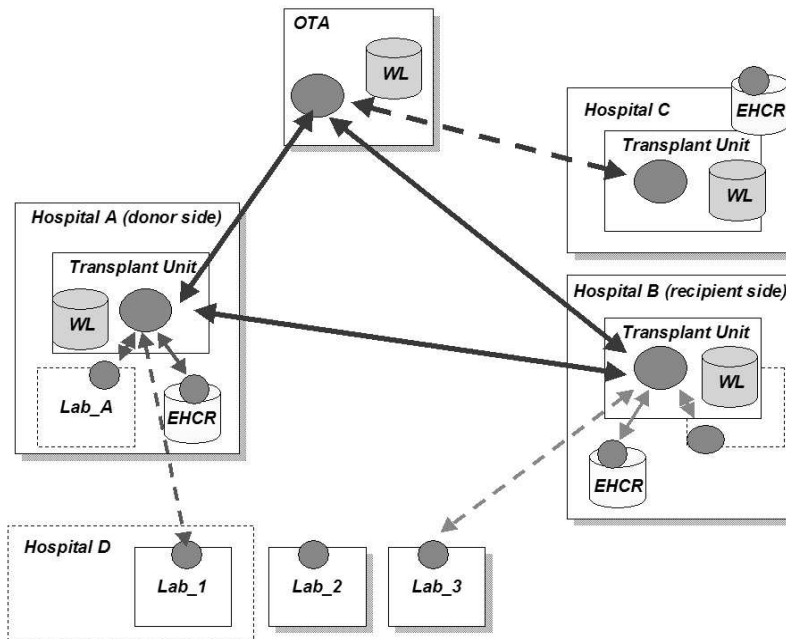 OTA
WL
EHCR
Hospital C
Transplant Unit
WL
Hospital A (donor side)
Transplant Unit
WL
Lab_A
EHCR
Hospital B (recipient side)
Transplant Unit
WL
EHCR
Hospital D
Lab_1
Lab_2
Lab_3